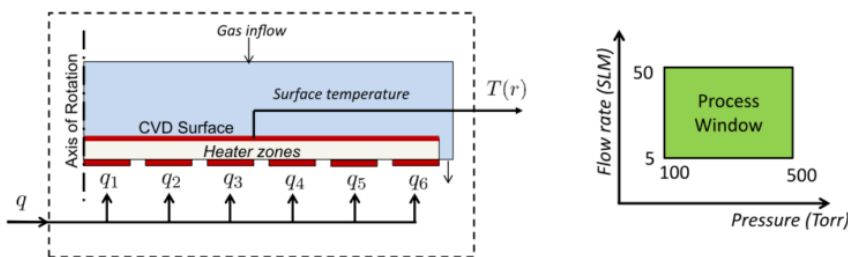 Gas inflow
Axis of Rotation
Surface temperature
T(r)
CVD Surface
Heater zones
q
q1 q2 q3 q4 q5 q6
Flow rate (SLM)
50
Process
Window
5
100
500
Pressure (Torr)